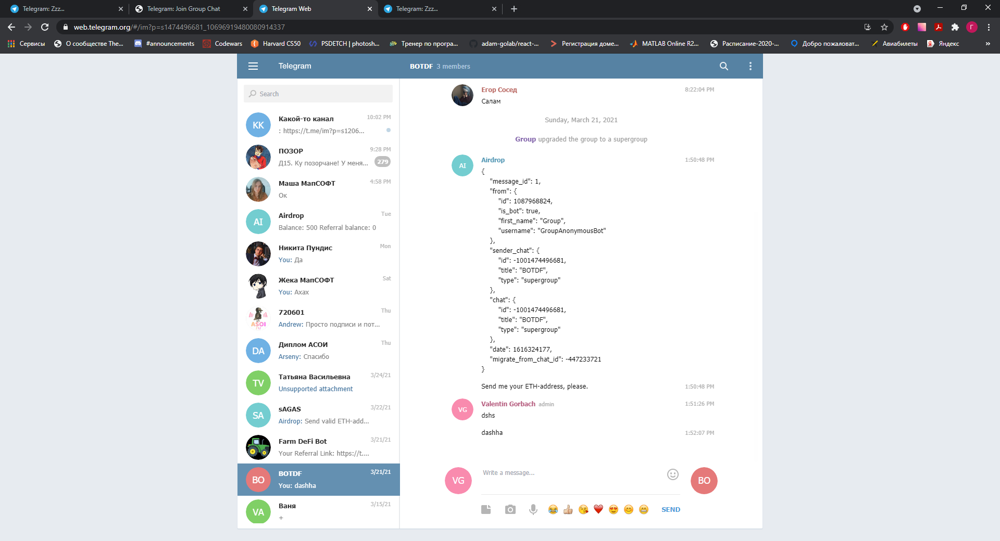 Telegram: Zzz...
Telegram: Join Group Chat
Telegram Web
Telegram: Zzz...
web.telegram.org/#/im?p=s1474496681_10696919480080914337
Г
Сервисы
О сообществе The...
#announcements
Codewars
Harvard CS50
PSDETCH | photosh...
Тренер по програ...
adam-golab/react-...
Регистрация доме...
MATLAB Online R2...
Расписание-2020-...
Добро пожаловат...
Авиабилеты
Яндекс
Telegram
BOTDF 3 members
Search
KK
Какой-то канал
10:02 PM
: https://t.me/im?p=s1206...
ПОЗОР
9:28 PM
Д15. Ку позорчане! У меня...
279
Маша МапСОФТ
4:58 PM
Ок
AI
Airdrop
Tue
Balance: 500 Referral balance: 0
Никита Пундис
Mon
You: Да
Жека МапСОФТ
Sat
You: Ахах
ASOI
720601
Thu
Andrew: Просто подписи и пот...
DA
Диплом АСОИ
Thu
Arseny: Спасибо
TV
Татьяна Васильевна
3/24/21
Unsupported attachment
SA
sAGAS
3/22/21
Airdrop: Send valid ETH-add...
Farm DeFi Bot
3/21/21
Your Referral Link: https://t....
BO
BOTDF
3/21/21
You: dashha
VA
Ваня
3/15/21
+
Егор Сосед
8:22:04 PM
Салам
Sunday, March 21, 2021
Group upgraded the group to a supergroup
AI
Airdrop
1:50:48 PM
{
"message_id": 1,
"from": {
"id": 1087968824,
"is_bot": true,
"first_name": "Group",
"username": "GroupAnonymousBot"
},
"sender_chat": {
"id": -1001474496681,
"title": "BOTDF",
"type": "supergroup"
},
"chat": {
"id": -1001474496681,
"title": "BOTDF",
"type": "supergroup"
},
"date": 1616324177,
"migrate_from_chat_id": -447233721
}
Send me your ETH-address, please.
1:50:48 PM
VG
Valentin Gorbach admin
1:51:26 PM
dshs
dashha
1:52:07 PM
VG
Write a message...
BO
SEND